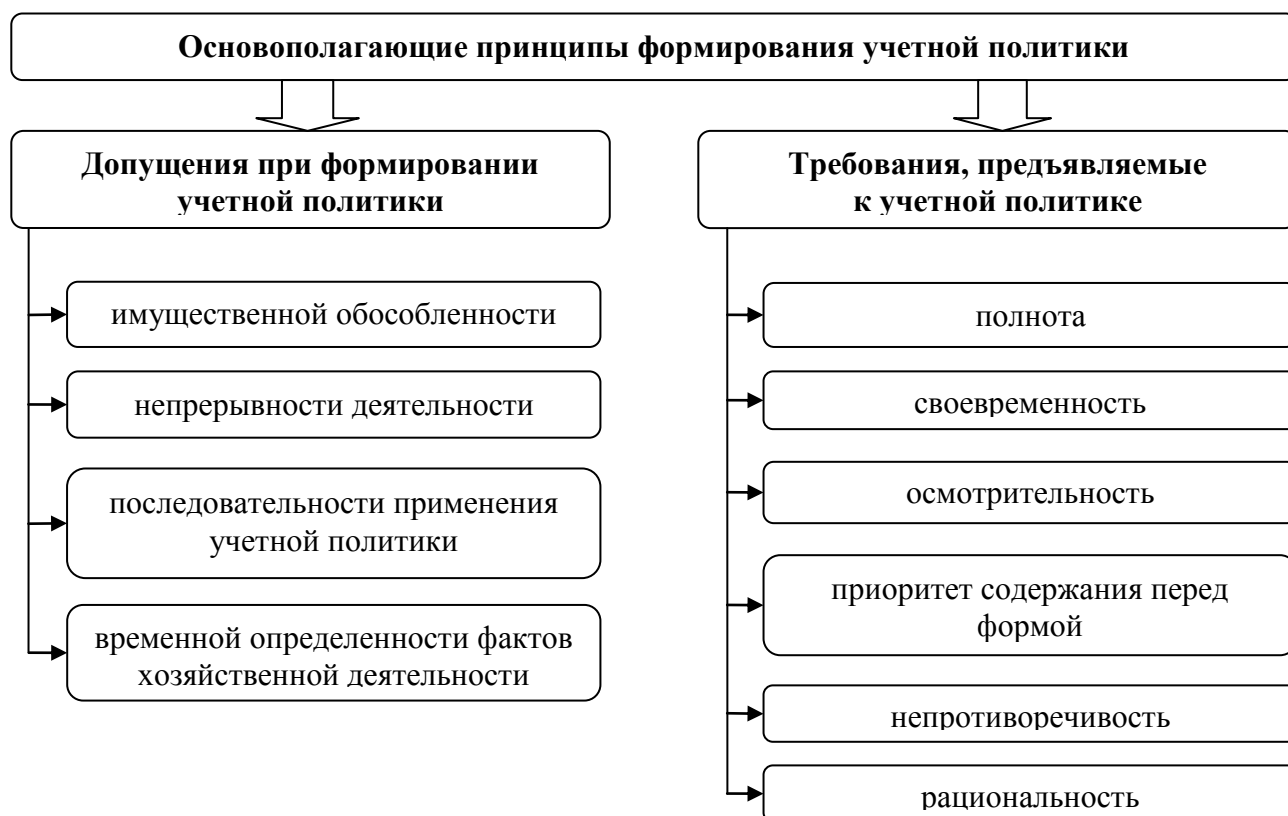 Основополагающие принципы формирования учетной политики
Допущения при формировании
учетной политики
имущественной обособленности
непрерывности деятельности
последовательности применения
учетной политики
временной определенности фактов
хозяйственной деятельности
Требования, предъявляемые
к учетной политике
полнота
своевременность
осмотрительность
приоритет содержания перед
формой
непротиворечивость
рациональность